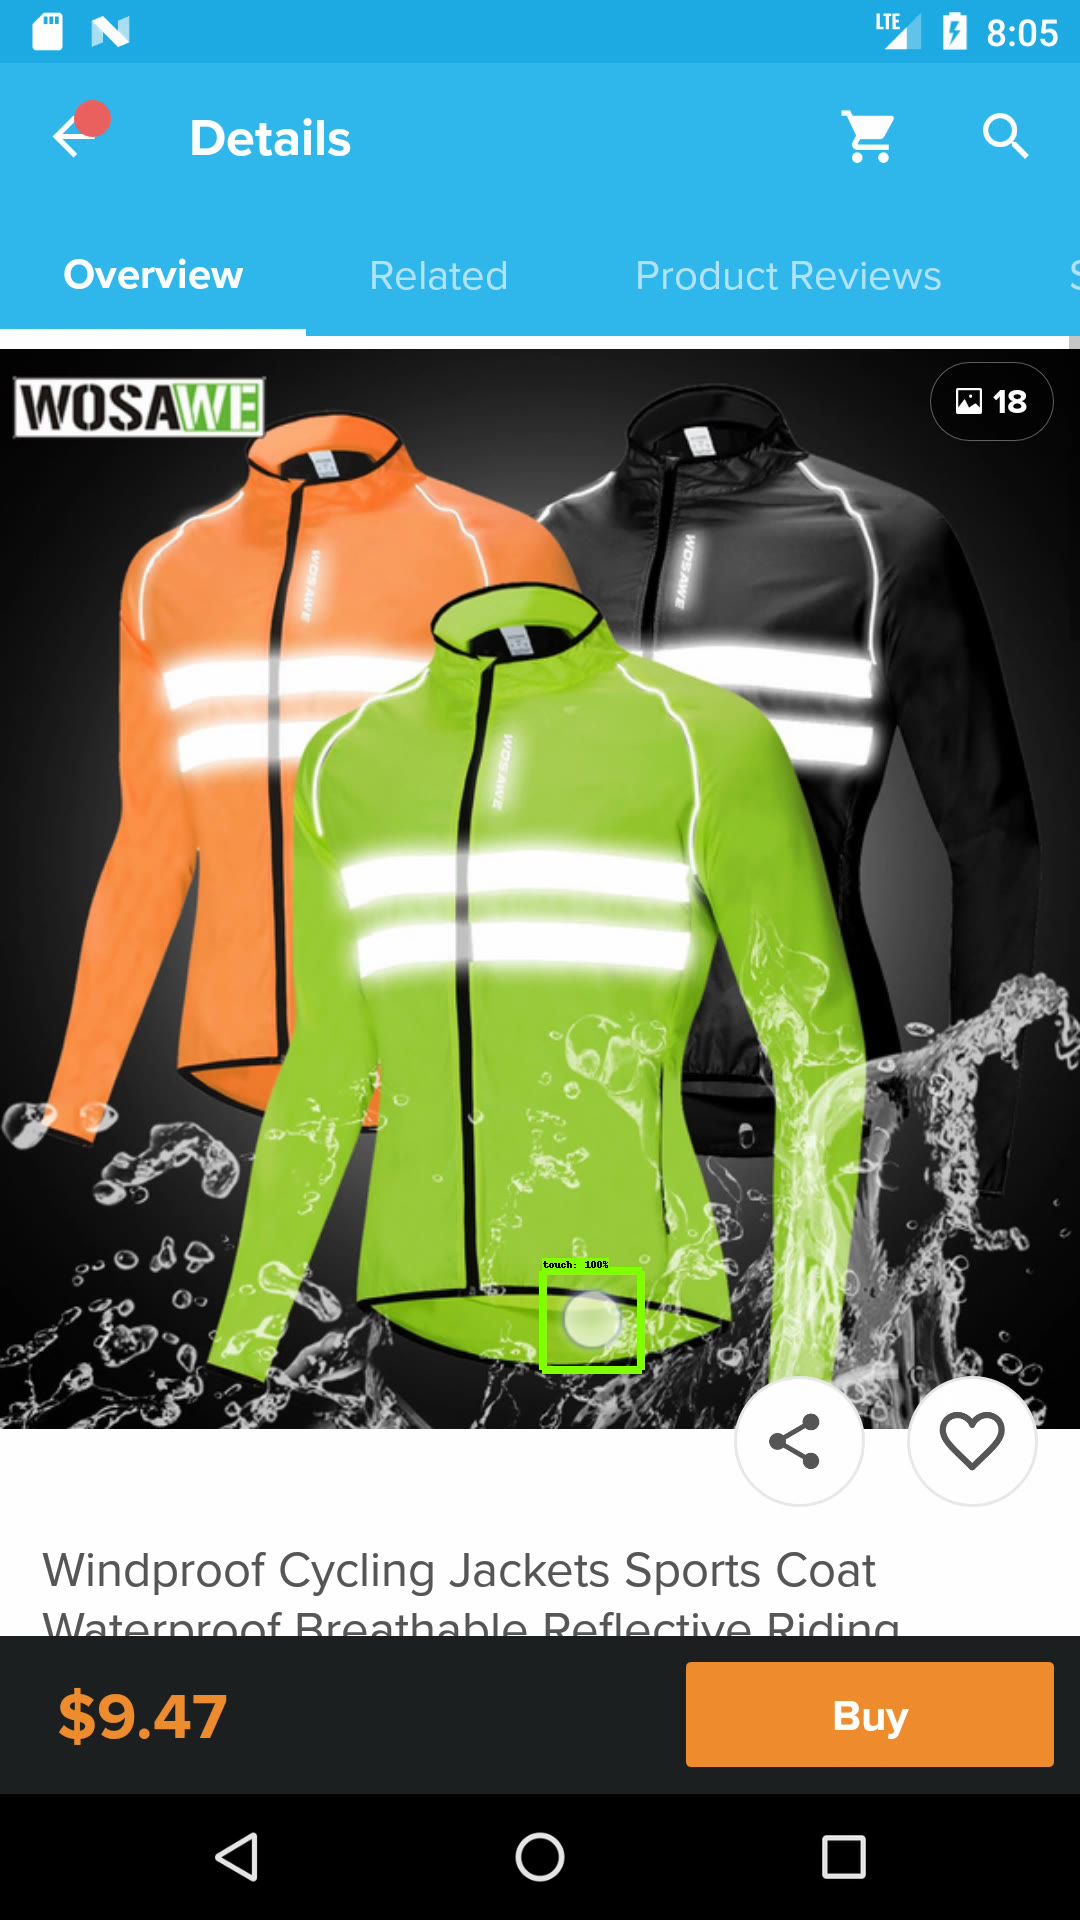 LTE 8:05
Details
Overview Related Product Reviews S
WOSAWE
18
WOSAWE
WOSAWE
WOSAWE
touch: 100%
Windproof Cycling Jackets Sports Coat
Waterproof Breathable Reflective Riding
$9.47
Buy